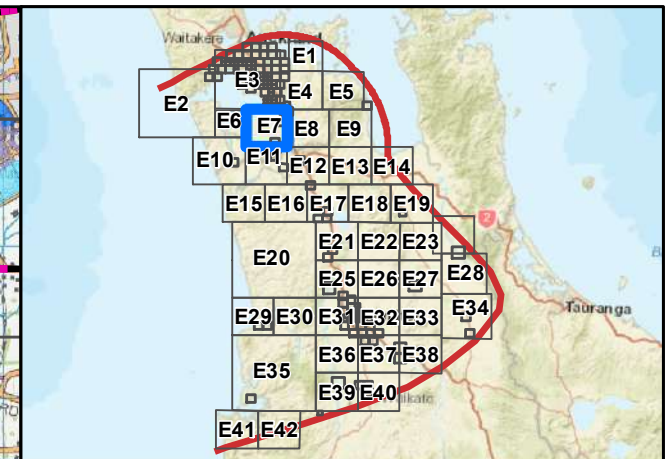 Waitakere
E1
E2 E3 E4 E5
E6 E7 E8 E9
E10 E11 E12 E13 E14
E15 E16 E17 E18 E19
2
E20 E21 E22 E23
E25 E26 E27 E28
E29 E30 E31 E32 E33 E34
Tauranga
E35 E36 E37 E38
E39 E40
E41 E42